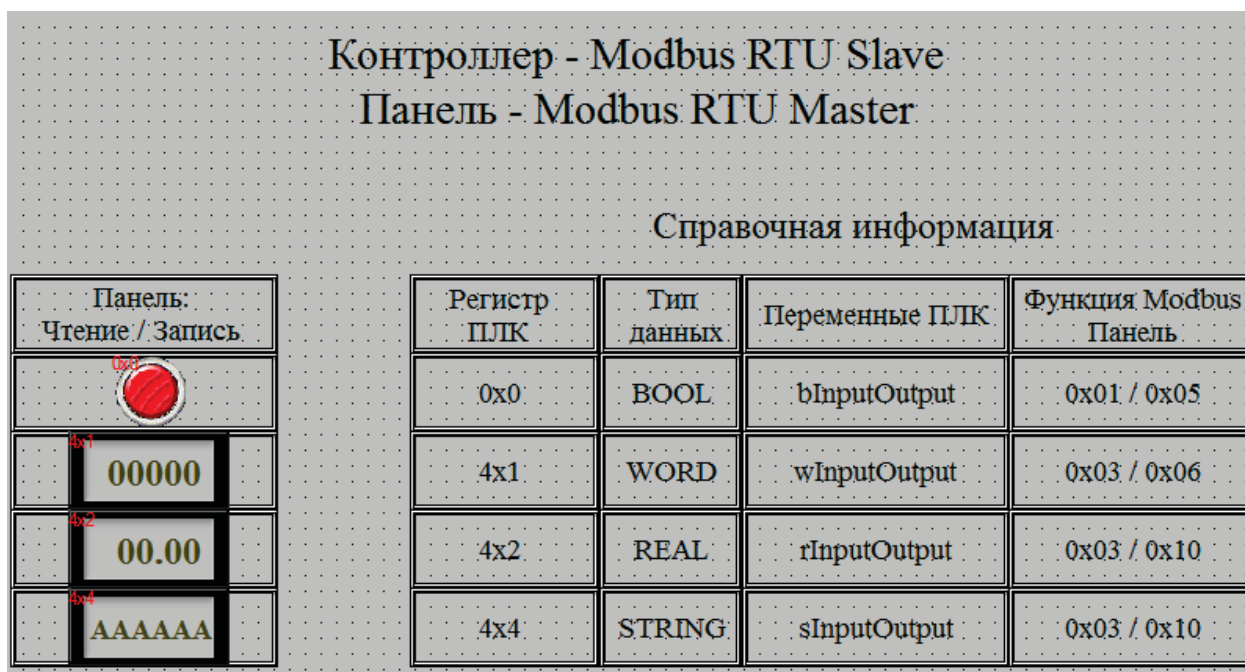 Контроллер - Modbus RTU Slave
Панель - Modbus RTU Master
Справочная информация
Панель:
Чтение / Запись
Регистр
ПЛК
Тип
данных
Переменные ПЛК
Функция Modbus
Панель
0x0
0x0
BOOL
bInputOutput
0x01 / 0x05
4x1
00000
4x1
WORD
wInputOutput
0x03 / 0x06
4x2
00.00
4x2
REAL
rInputOutput
0x03 / 0x10
4x4
AAAAAA
4x4
STRING
sInputOutput
0x03 / 0x10